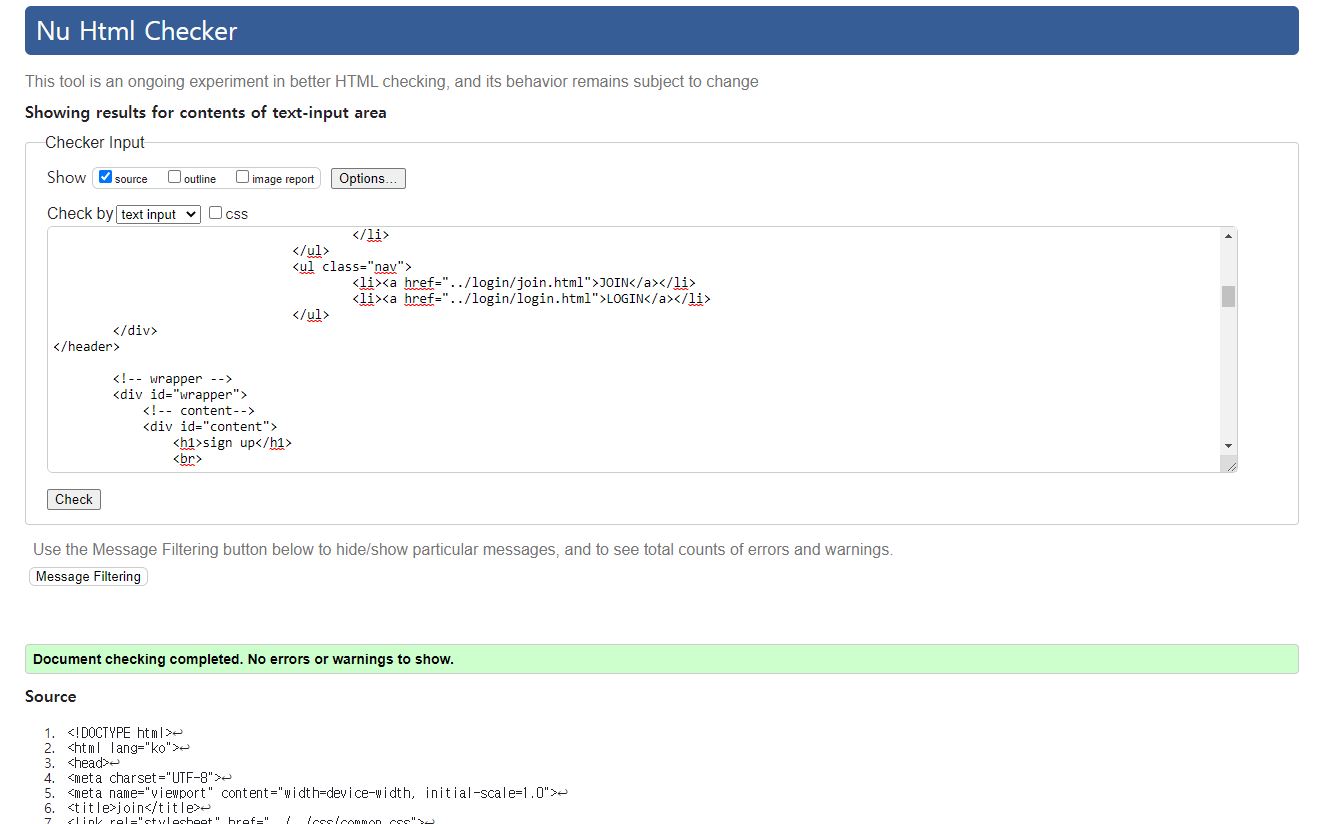 Nu Html Checker
This tool is an ongoing experiment in better HTML checking, and its behavior remains subject to change
Showing results for contents of text-input area
Checker Input
Show source outline image report Options...
Check by text input css
</li>
</ul>
<ul class="nav">
<li><a href="../login/join.html">JOIN</a></li>
<li><a href="../login/login.html">LOGIN</a></li>
</ul>
</div>
</header>
<!-- wrapper -->
<div id="wrapper">
<!-- content-->
<div id="content">
<h1>sign up</h1>
<br>
Check
Use the Message Filtering button below to hide/show particular messages, and to see total counts of errors and warnings.
Message Filtering
Document checking completed. No errors or warnings to show.
Source
1. <!DOCTYPE html>↩
2. <html lang="ko">↩
3. <head>↩
4. <meta charset="UTF-8">↩
5. <meta name="viewport" content="width=device-width, initial-scale=1.0">↩
6. <title>join</title>↩
7. <link rel="stylesheet" href="../../css/common.css">↩